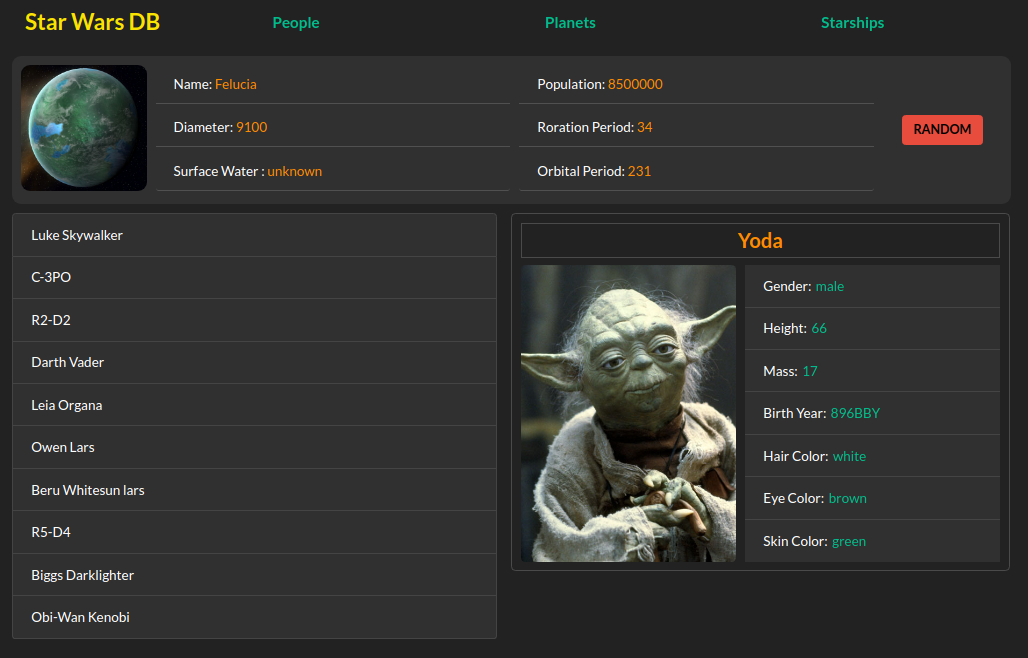 Star Wars DB
People
Planets
Starships
Name: Felucia
Population: 8500000
Diameter: 9100
Roration Period: 34
RANDOM
Surface Water : unknown
Orbital Period: 231
Luke Skywalker
C-3PO
R2-D2
Darth Vader
Leia Organa
Owen Lars
Beru Whitesun lars
R5-D4
Biggs Darklighter
Obi-Wan Kenobi
Yoda
Gender: male
Height: 66
Mass: 17
Birth Year: 896BBY
Hair Color: white
Eye Color: brown
Skin Color: green